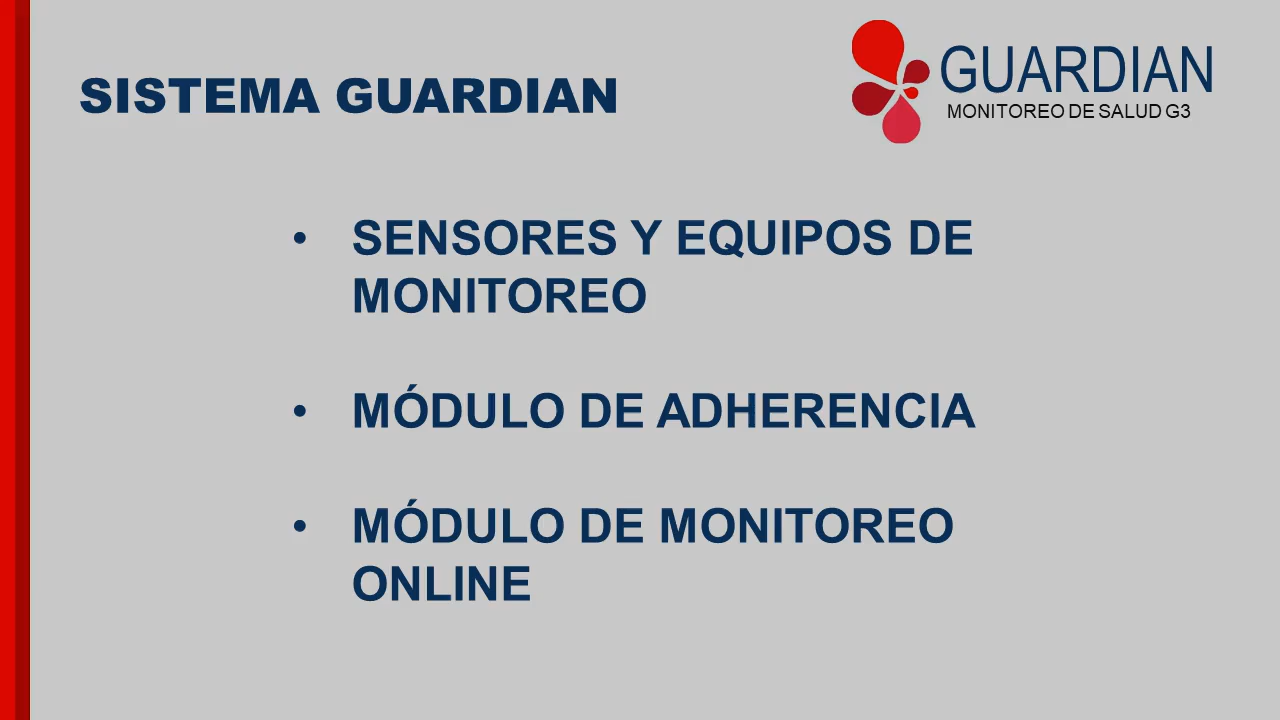 SISTEMA GUARDIAN
GUARDIAN
MONITOREO DE SALUD G3
• SENSORES Y EQUIPOS DE
MONITOREO
• MÓDULO DE ADHERENCIA
• MÓDULO DE MONITOREO
ONLINE